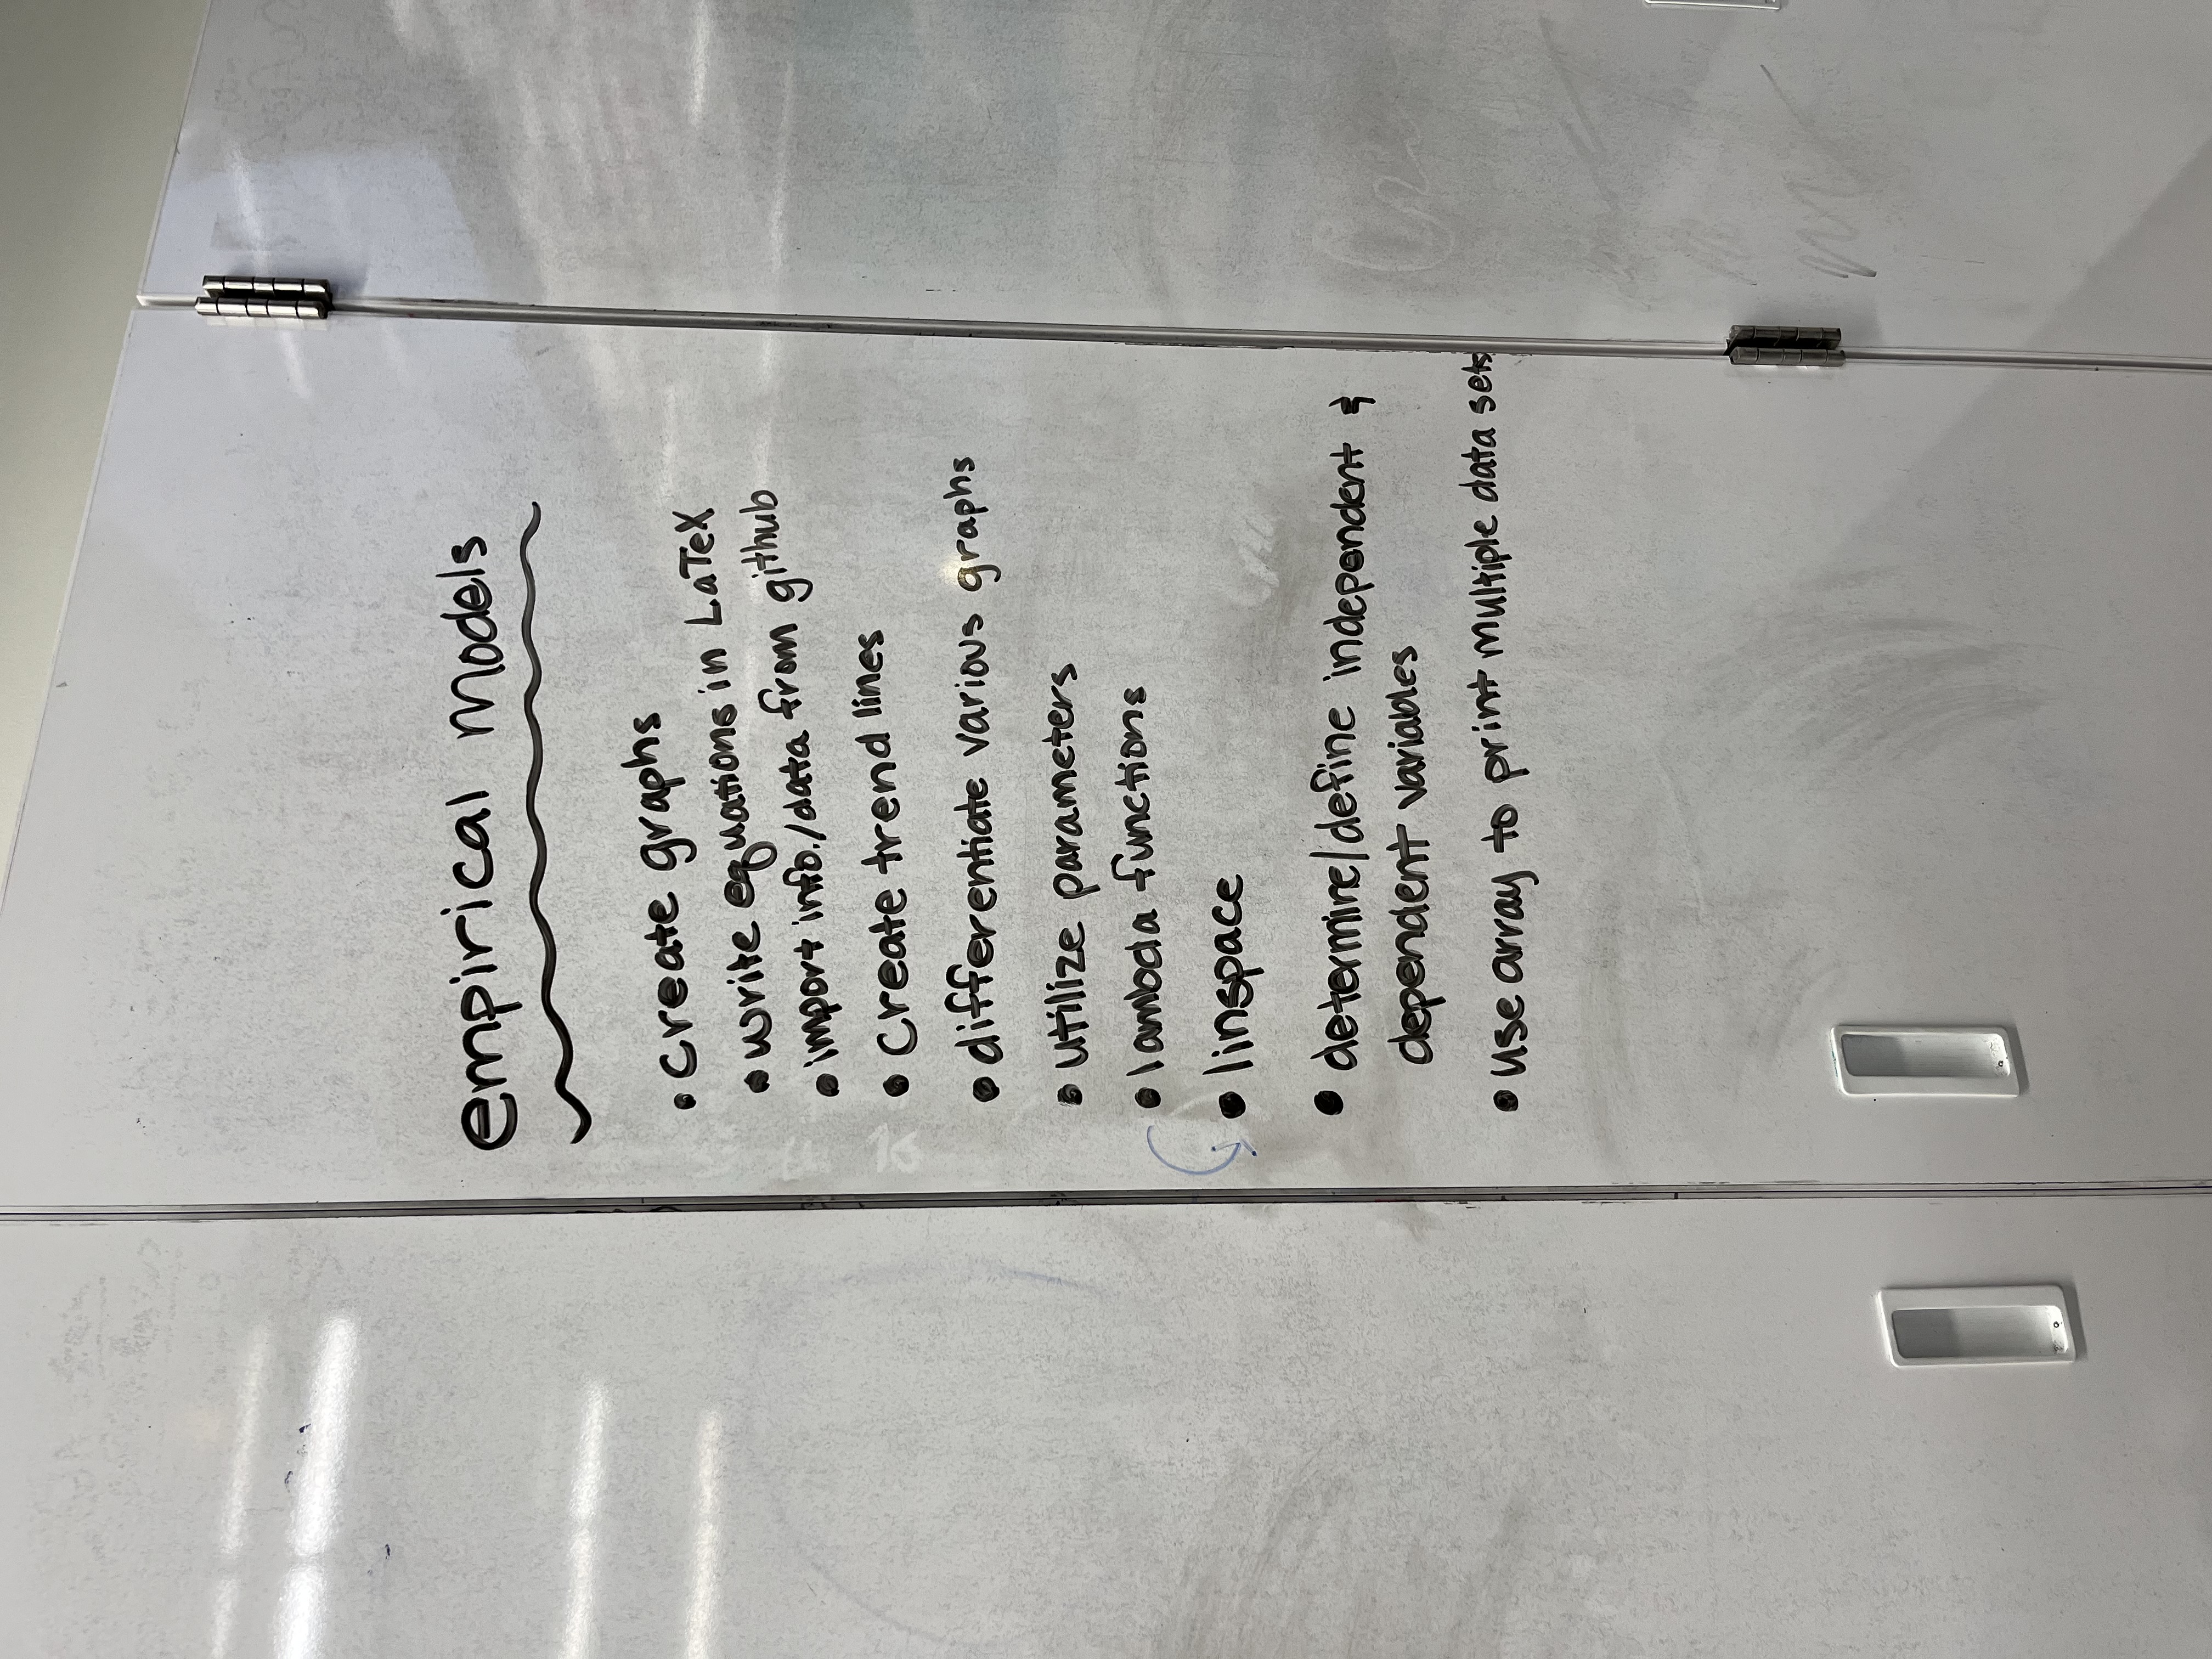 empirical models
• create graphs
• write equations in LaTeX
• import info./data from github
• Create trend lines
• differentiate various graphs
• utilize parameters
• lambda functions
• linspace
• determine/define independent &
dependent variables
• use array to print multiple data sets